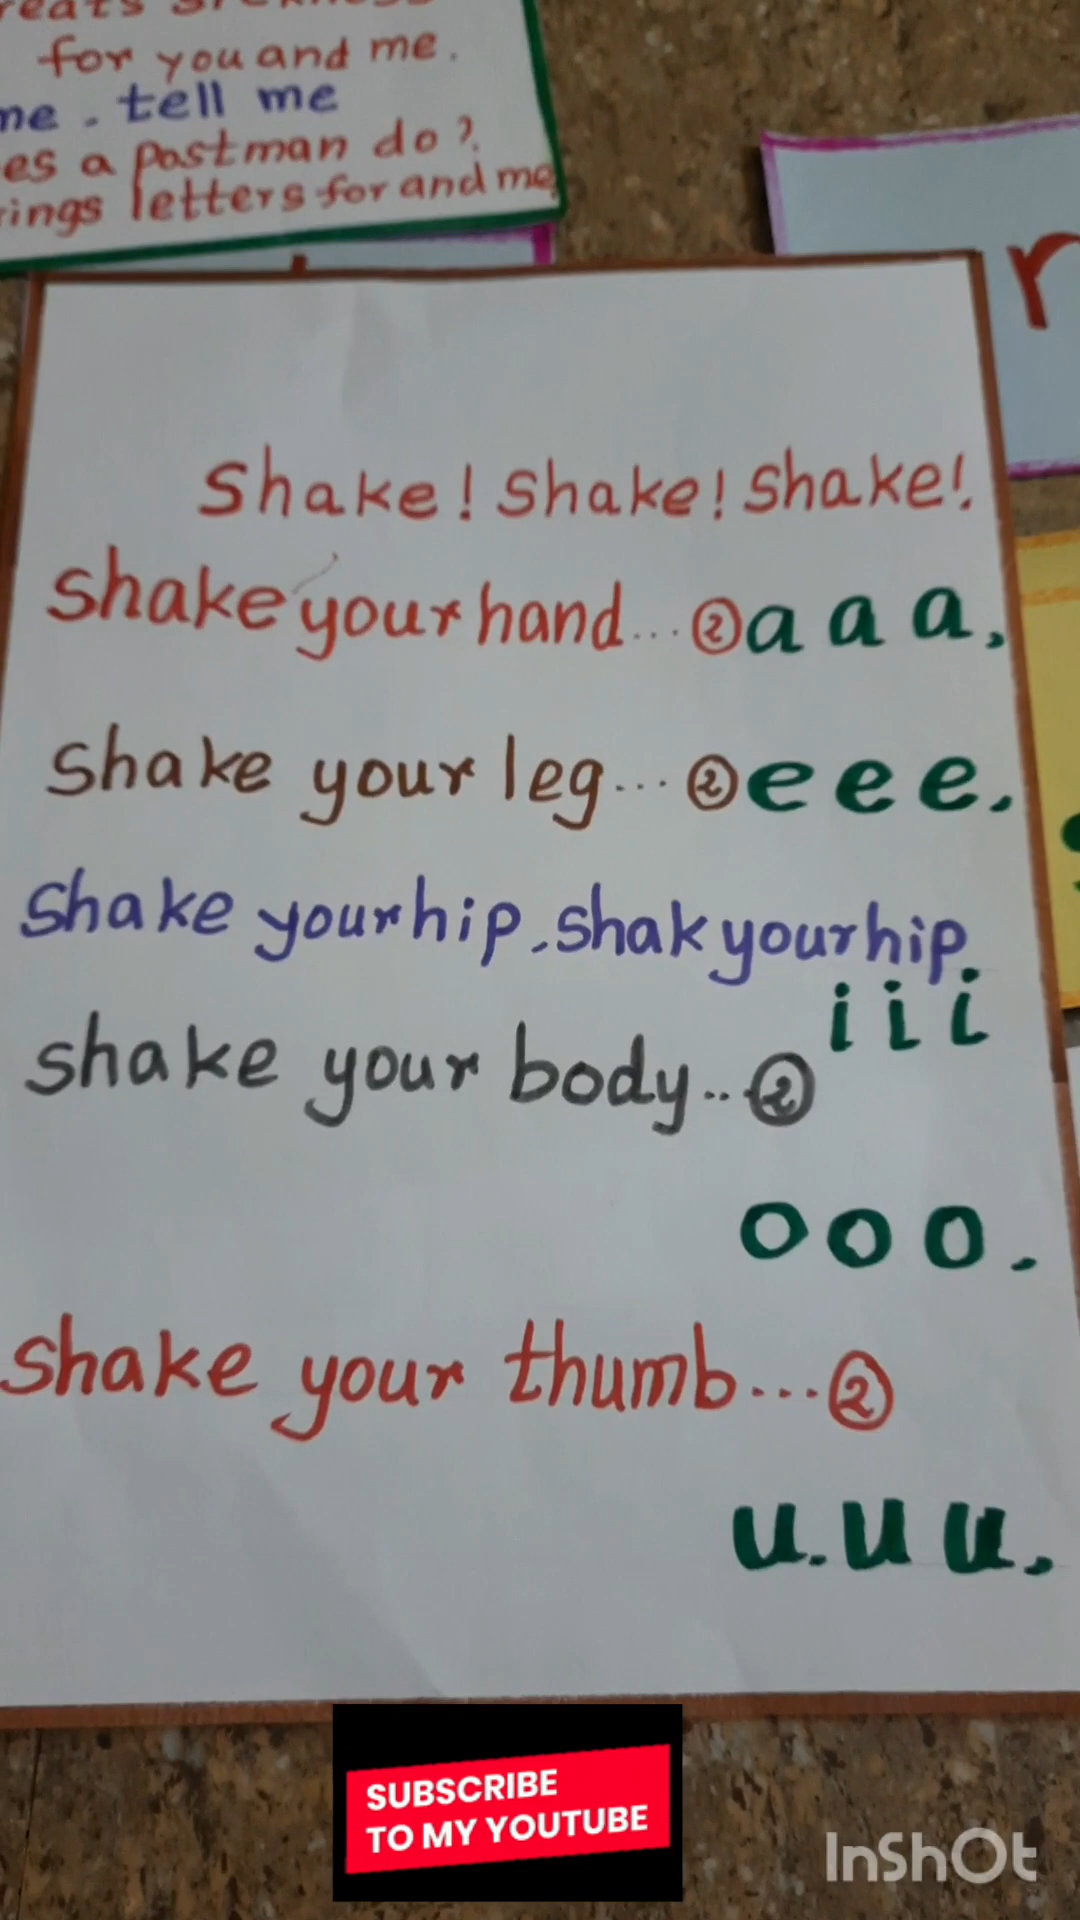 for you and me.
me. tell me
es a postman do?
rings letters for and me
r
Shake! Shake! Shake!
Shake your hand... ② a a a,
Shake your leg... ② e e e.
Shake your hip. Shak your hip.
i i i
Shake your body.. ②
o o o.
Shake your thumb... ②
u. u u.
SUBSCRIBE
TO MY YOUTUBE
InShOt